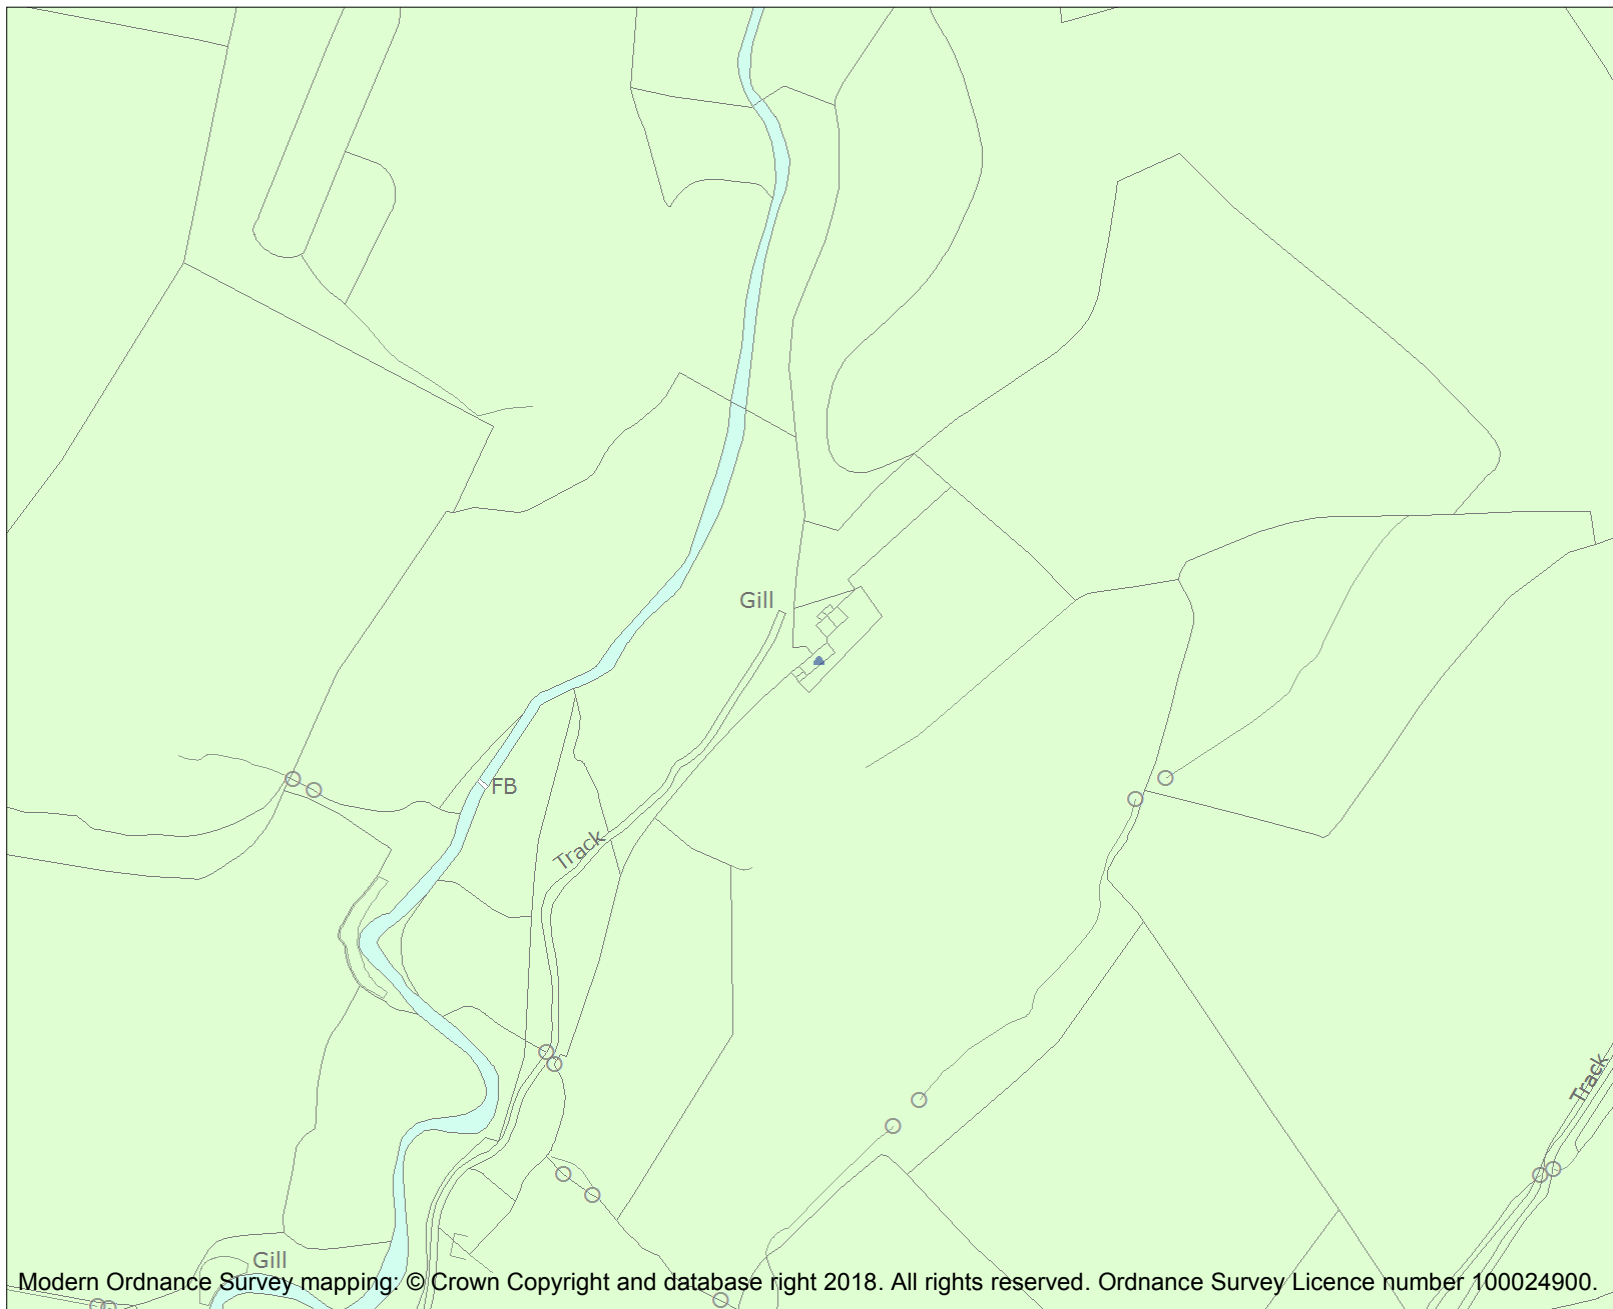 Gill
FB
Track
Track
Gill
Modern Ordnance Survey mapping: © Crown Copyright and database right 2018. All rights reserved. Ordnance Survey Licence number 100024900.